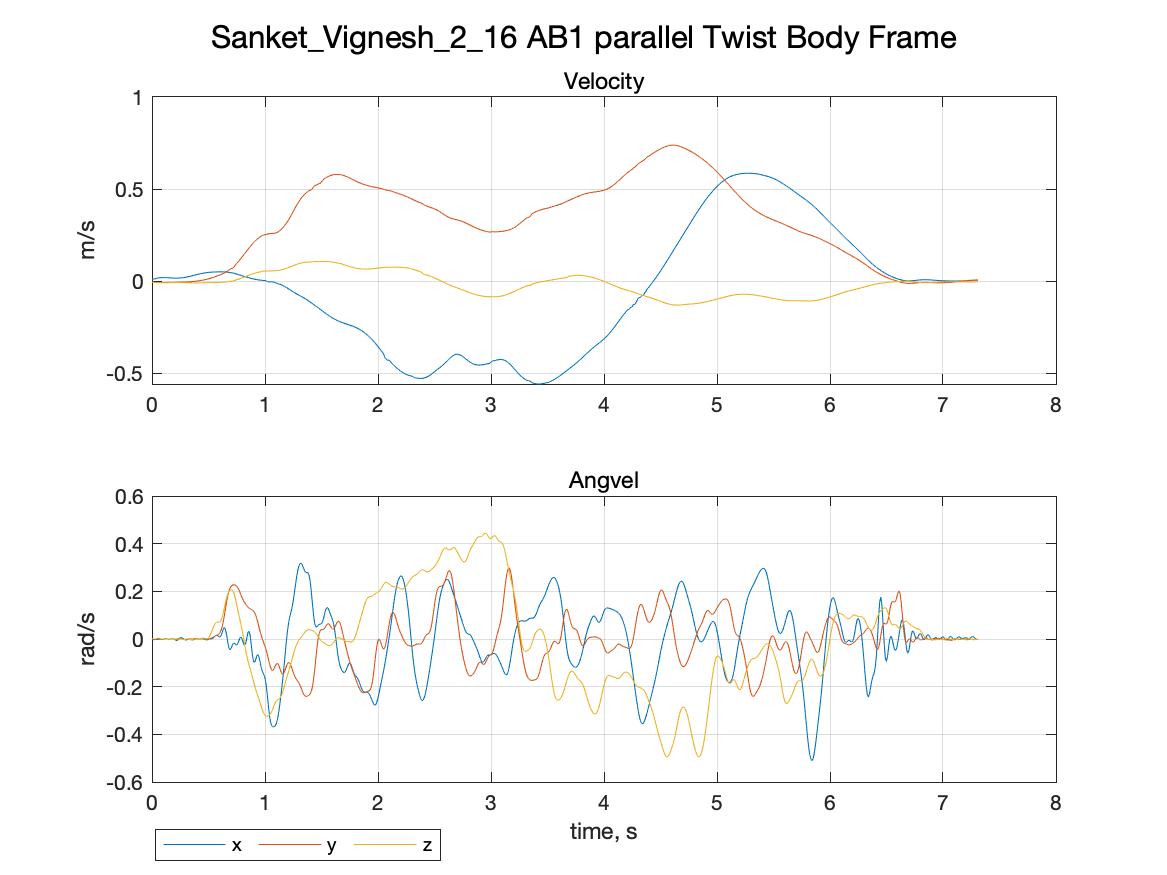 Sanket_Vignesh_2_16 AB1 parallel Twist Body Frame
Velocity
1
0.5
0
-0.5
m/s
0 1 2 3 4 5 6 7 8
Angvel
0.6
0.4
0.2
0
-0.2
-0.4
-0.6
rad/s
0 1 2 3 4 5 6 7 8
time, s
x y z